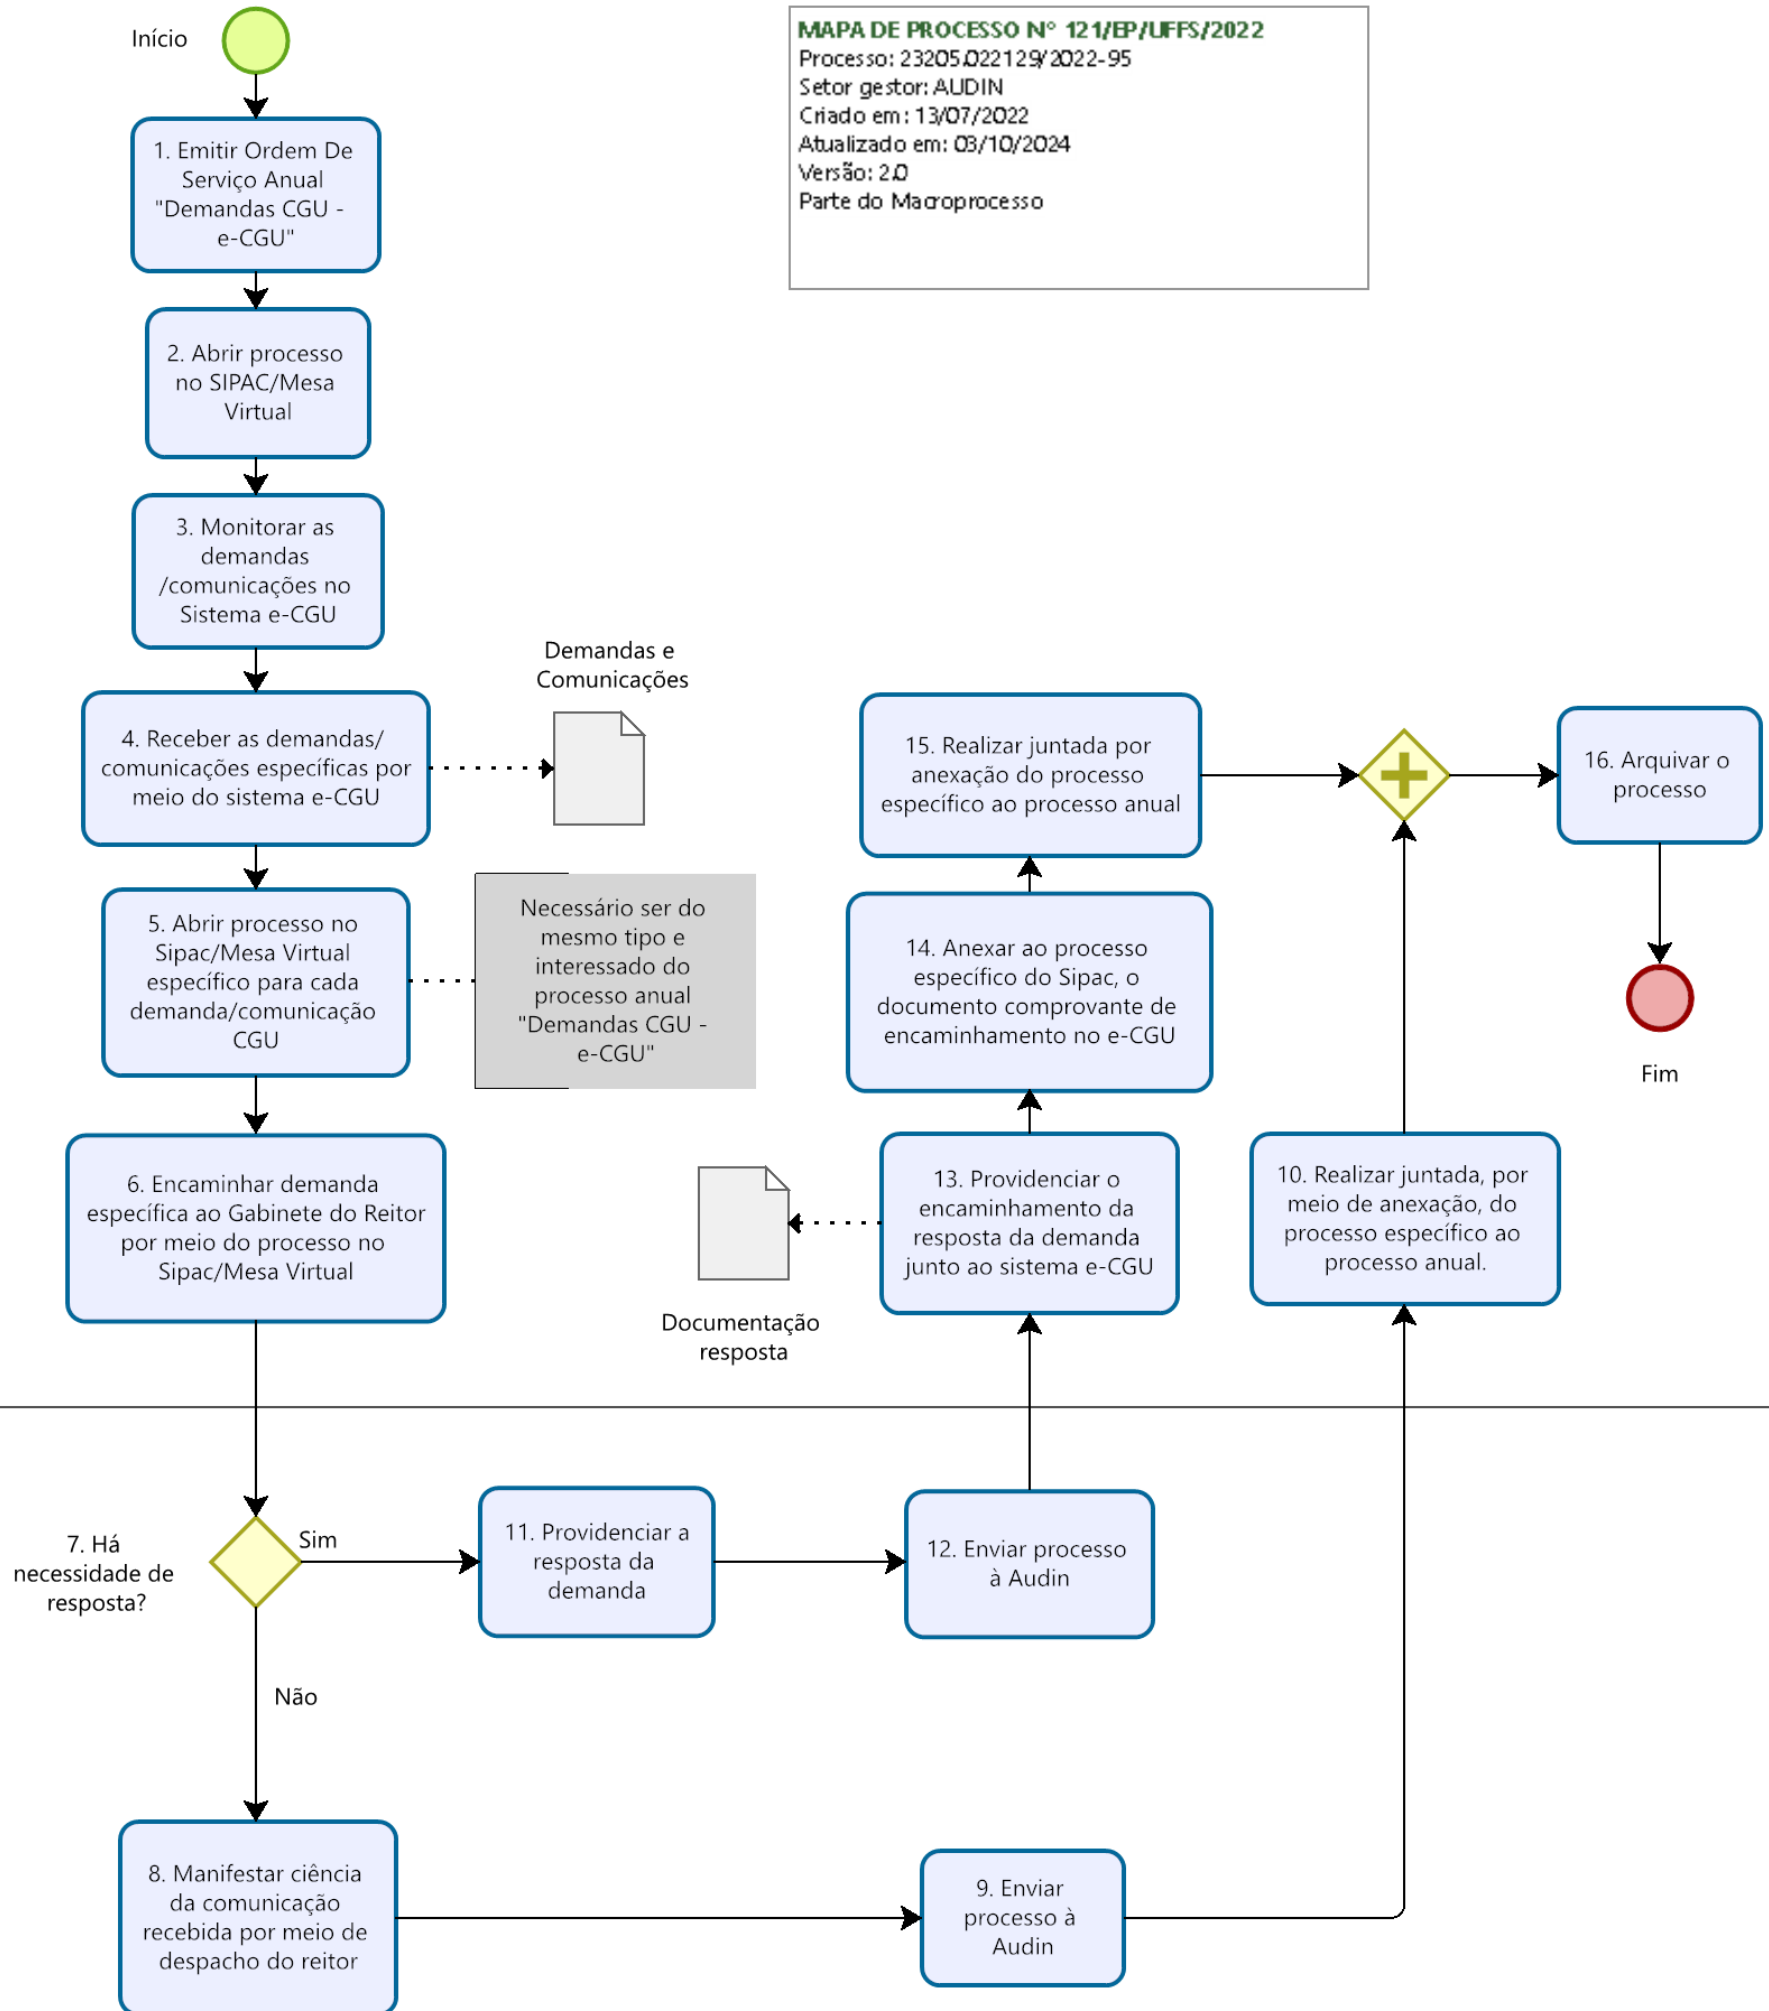 Início
MAPA DE PROCESSO Nº 121/EP/UFFS/2022
Processo: 23205.022129/2022-95
Setor gestor: AUDIN
Criado em: 13/07/2022
Atualizado em: 03/10/2024
Versão: 2.0
Parte do Macroprocesso
1. Emitir Ordem De
Serviço Anual
"Demandas CGU -
e-CGU"
2. Abrir processo
no SIPAC/Mesa
Virtual
3. Monitorar as
demandas
/comunicações no
Sistema e-CGU
4. Receber as demandas/
comunicações específicas por
meio do sistema e-CGU
Demandas e
Comunicações
5. Abrir processo no
Sipac/Mesa Virtual
específico para cada
demanda/comunicação
CGU
Necessário ser do
mesmo tipo e
interessado do
processo anual
"Demandas CGU -
e-CGU"
6. Encaminhar demanda
específica ao Gabinete do Reitor
por meio do processo no
Sipac/Mesa Virtual
7. Há
necessidade de
resposta?
Sim
Não
8. Manifestar ciência
da comunicação
recebida por meio de
despacho do reitor
9. Enviar
processo à
Audin
10. Realizar juntada, por
meio de anexação, do
processo específico ao
processo anual.
11. Providenciar a
resposta da
demanda
12. Enviar processo
à Audin
13. Providenciar o
encaminhamento da
resposta da demanda
junto ao sistema e-CGU
Documentação
resposta
14. Anexar ao processo
específico do Sipac, o
documento comprovante de
encaminhamento no e-CGU
15. Realizar juntada por
anexação do processo
específico ao processo anual
16. Arquivar o
processo
Fim